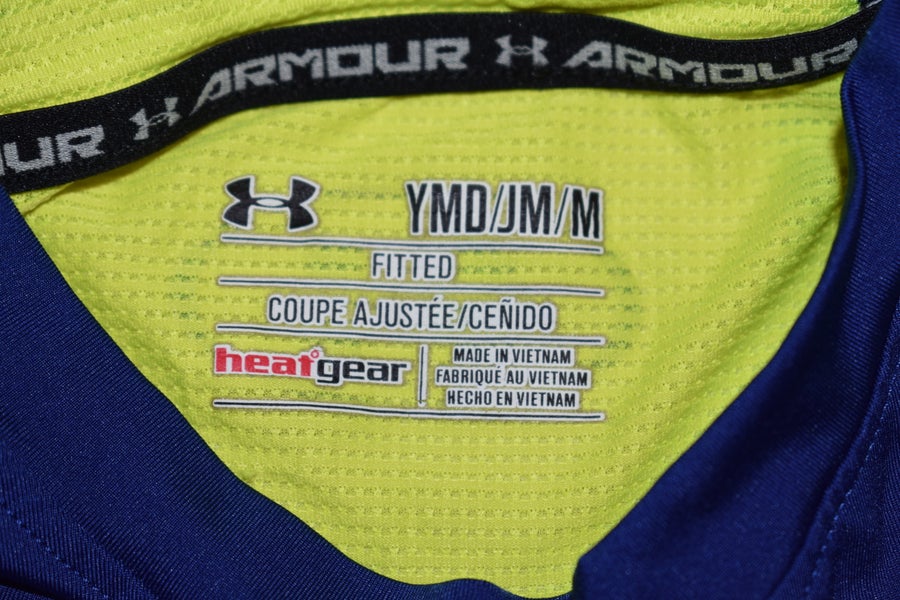 UR ARMOUR ARMOUR
YMD/JM/M
FITTED
COUPE AJUSTÉE/CEÑIDO
heatgear
MADE IN VIETNAM
FABRIQUÉ AU VIETNAM
HECHO EN VIETNAM